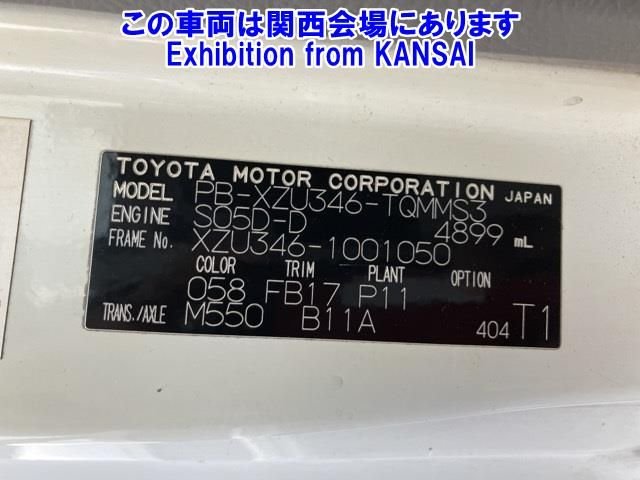 この車両は関西会場にあります
Exhibition from KANSAI
TOYOTA MOTOR CORPORATION JAPAN
MODEL PB-XZU346-TQMMS3
ENGINE S05D-D 4899 mL
FRAME No. XZU346-1001050
COLOR TRIM PLANT OPTION
058 FB17 P11
TRANS./AXLE M550 B11A 404 T1